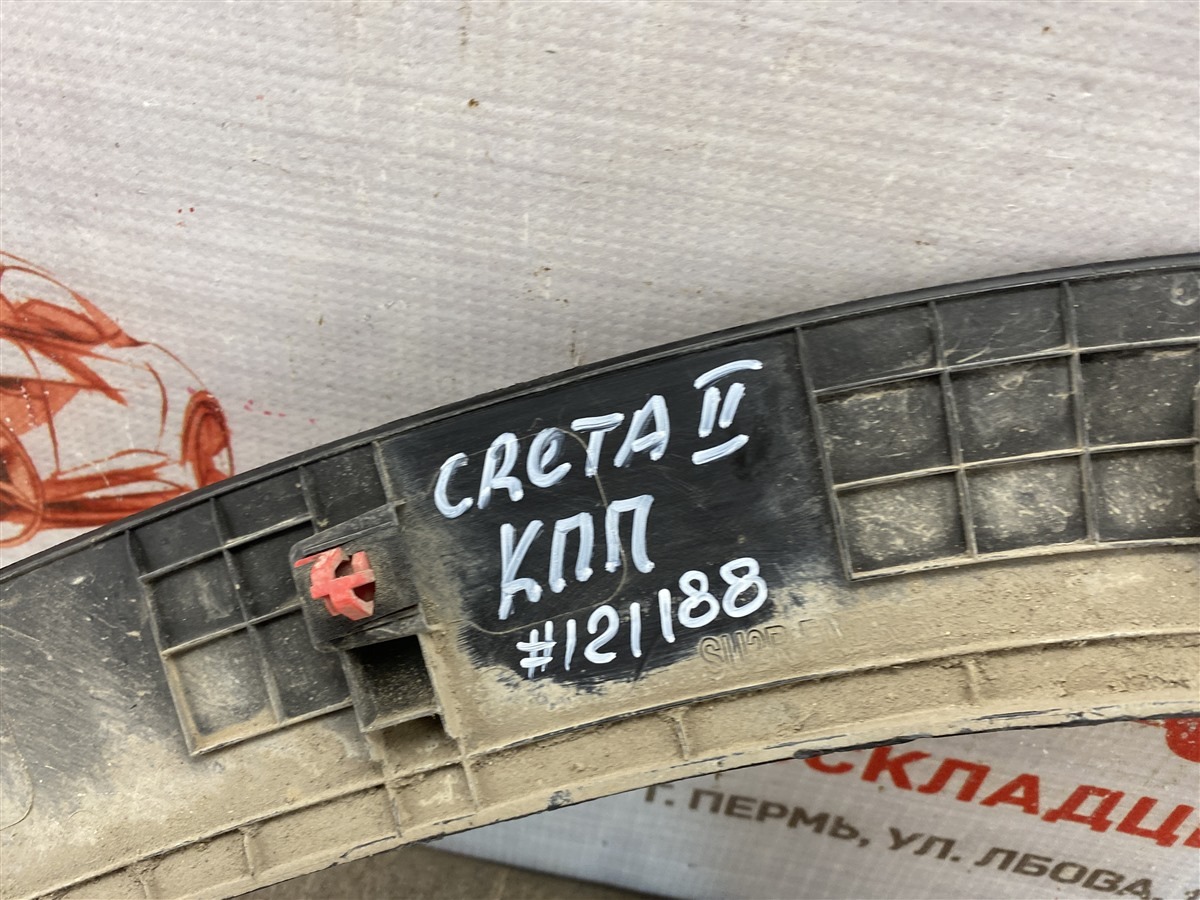 CRETA II
КПП
#121188
СКЛАДЦ
Г. ПЕРМЬ, УЛ. ЛБОВА,